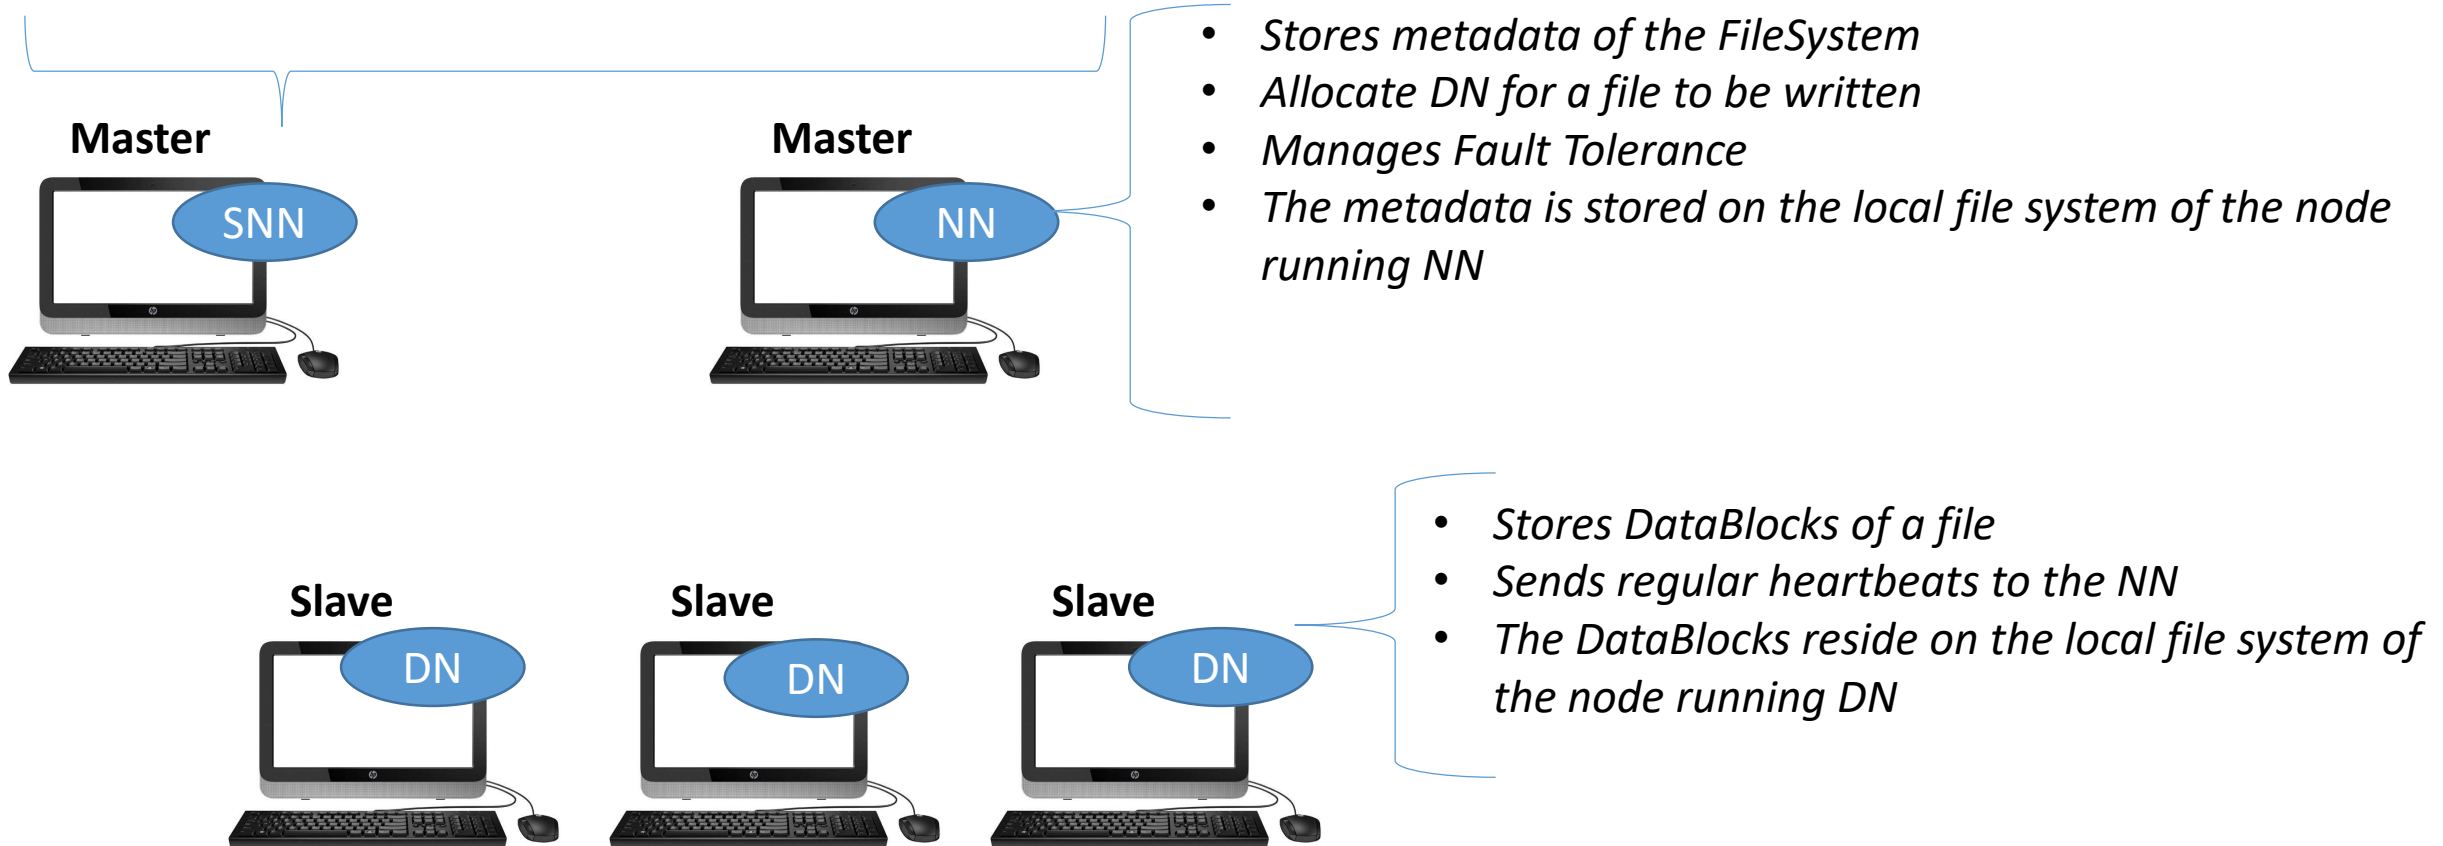 • Stores metadata of the FileSystem
• Allocate DN for a file to be written
• Manages Fault Tolerance
• The metadata is stored on the local file system of the node
running NN
Master
SNN
Master
NN
• Stores DataBlocks of a file
• Sends regular heartbeats to the NN
• The DataBlocks reside on the local file system of
the node running DN
Slave
DN
Slave
DN
Slave
DN